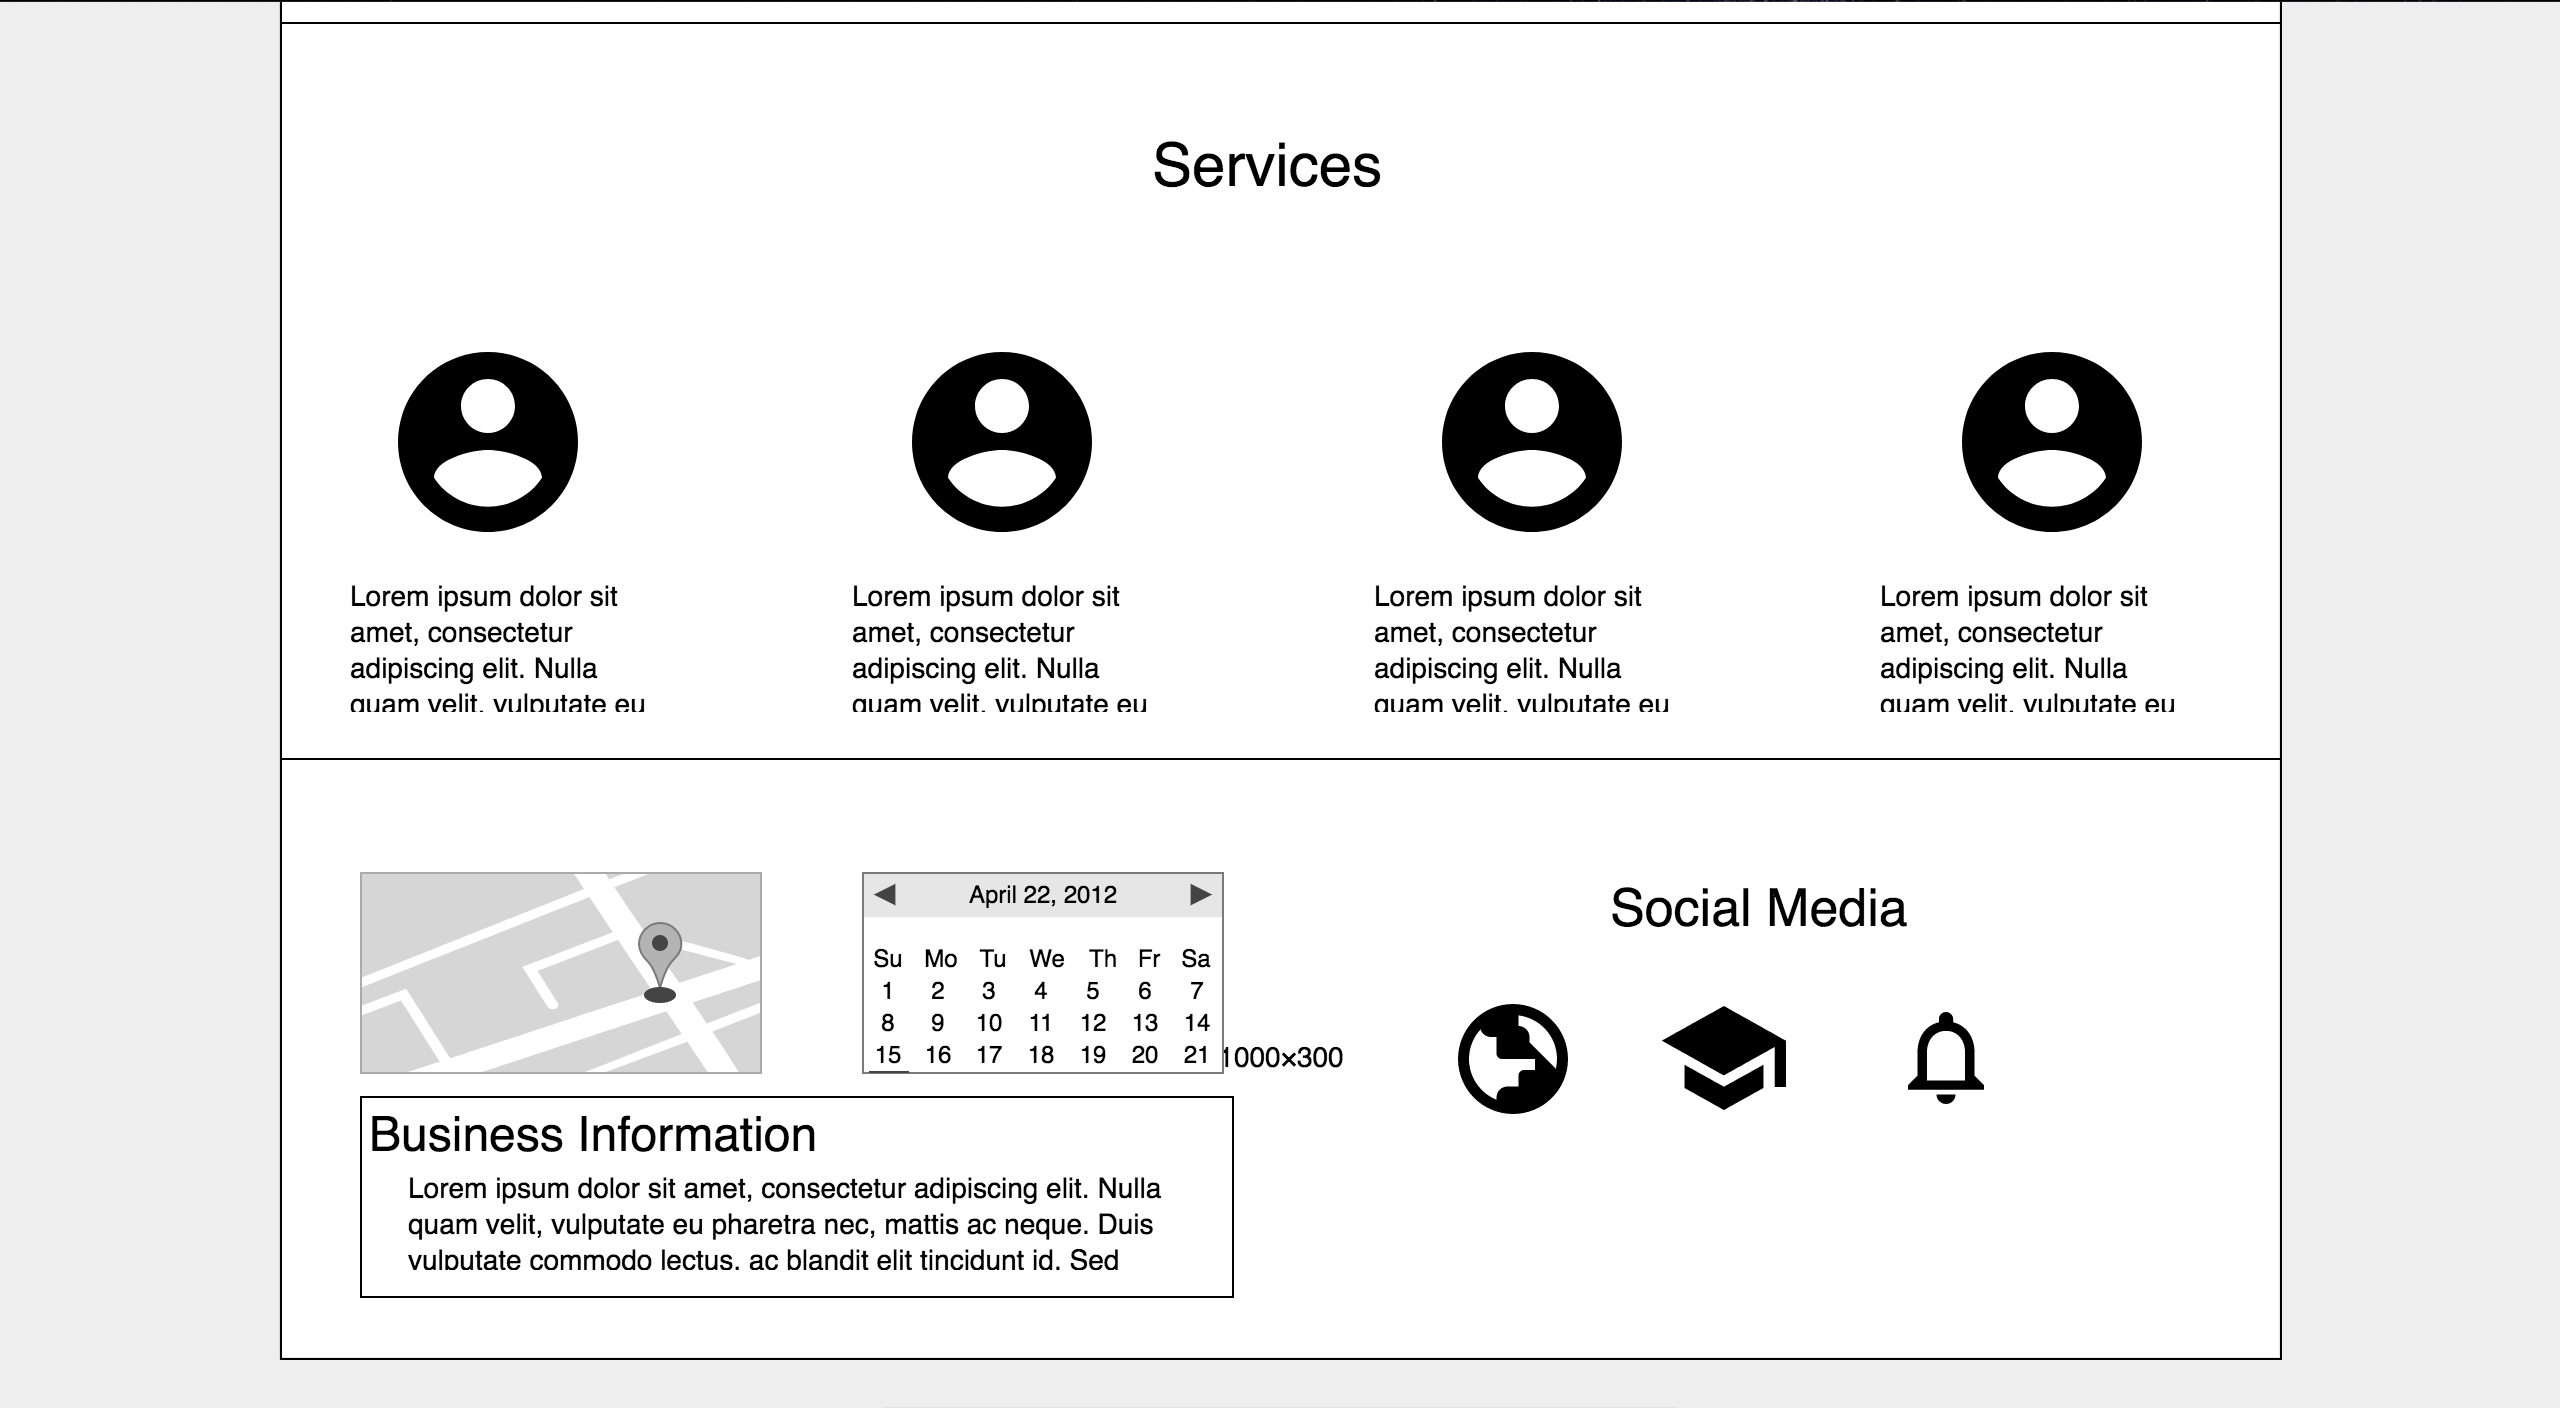 Services
Lorem ipsum dolor sit
amet, consectetur
adipiscing elit. Nulla
quam velit, vulputate eu
Lorem ipsum dolor sit
amet, consectetur
adipiscing elit. Nulla
quam velit, vulputate eu
Lorem ipsum dolor sit
amet, consectetur
adipiscing elit. Nulla
quam velit, vulputate eu
Lorem ipsum dolor sit
amet, consectetur
adipiscing elit. Nulla
quam velit, vulputate eu
April 22, 2012
Su Mo Tu We Th Fr Sa
1 2 3 4 5 6 7
8 9 10 11 12 13 14
15 16 17 18 19 20 21
1000×300
Business Information
Lorem ipsum dolor sit amet, consectetur adipiscing elit. Nulla
quam velit, vulputate eu pharetra nec, mattis ac neque. Duis
vulputate commodo lectus, ac blandit elit tincidunt id. Sed
Social Media